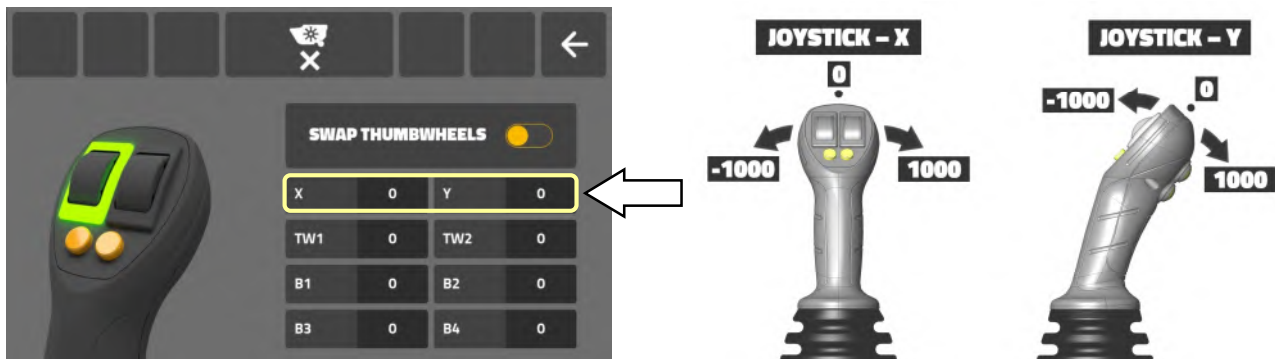 SWAP THUMBWHEELS
X 0 Y 0
TW1 0 TW2 0
B1 0 B2 0
B3 0 B4 0
JOYSTICK – X
0
-1000
1000
JOYSTICK – Y
0
-1000
1000